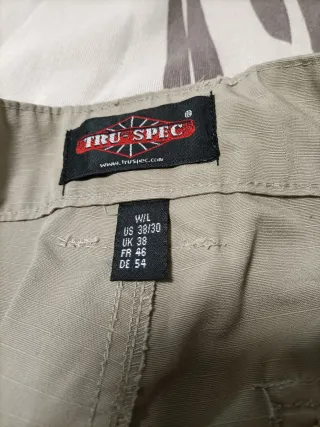 TRU-SPEC®
www.truspec.com
W/L
US 38/30
UK 38
FR 46
DE 54